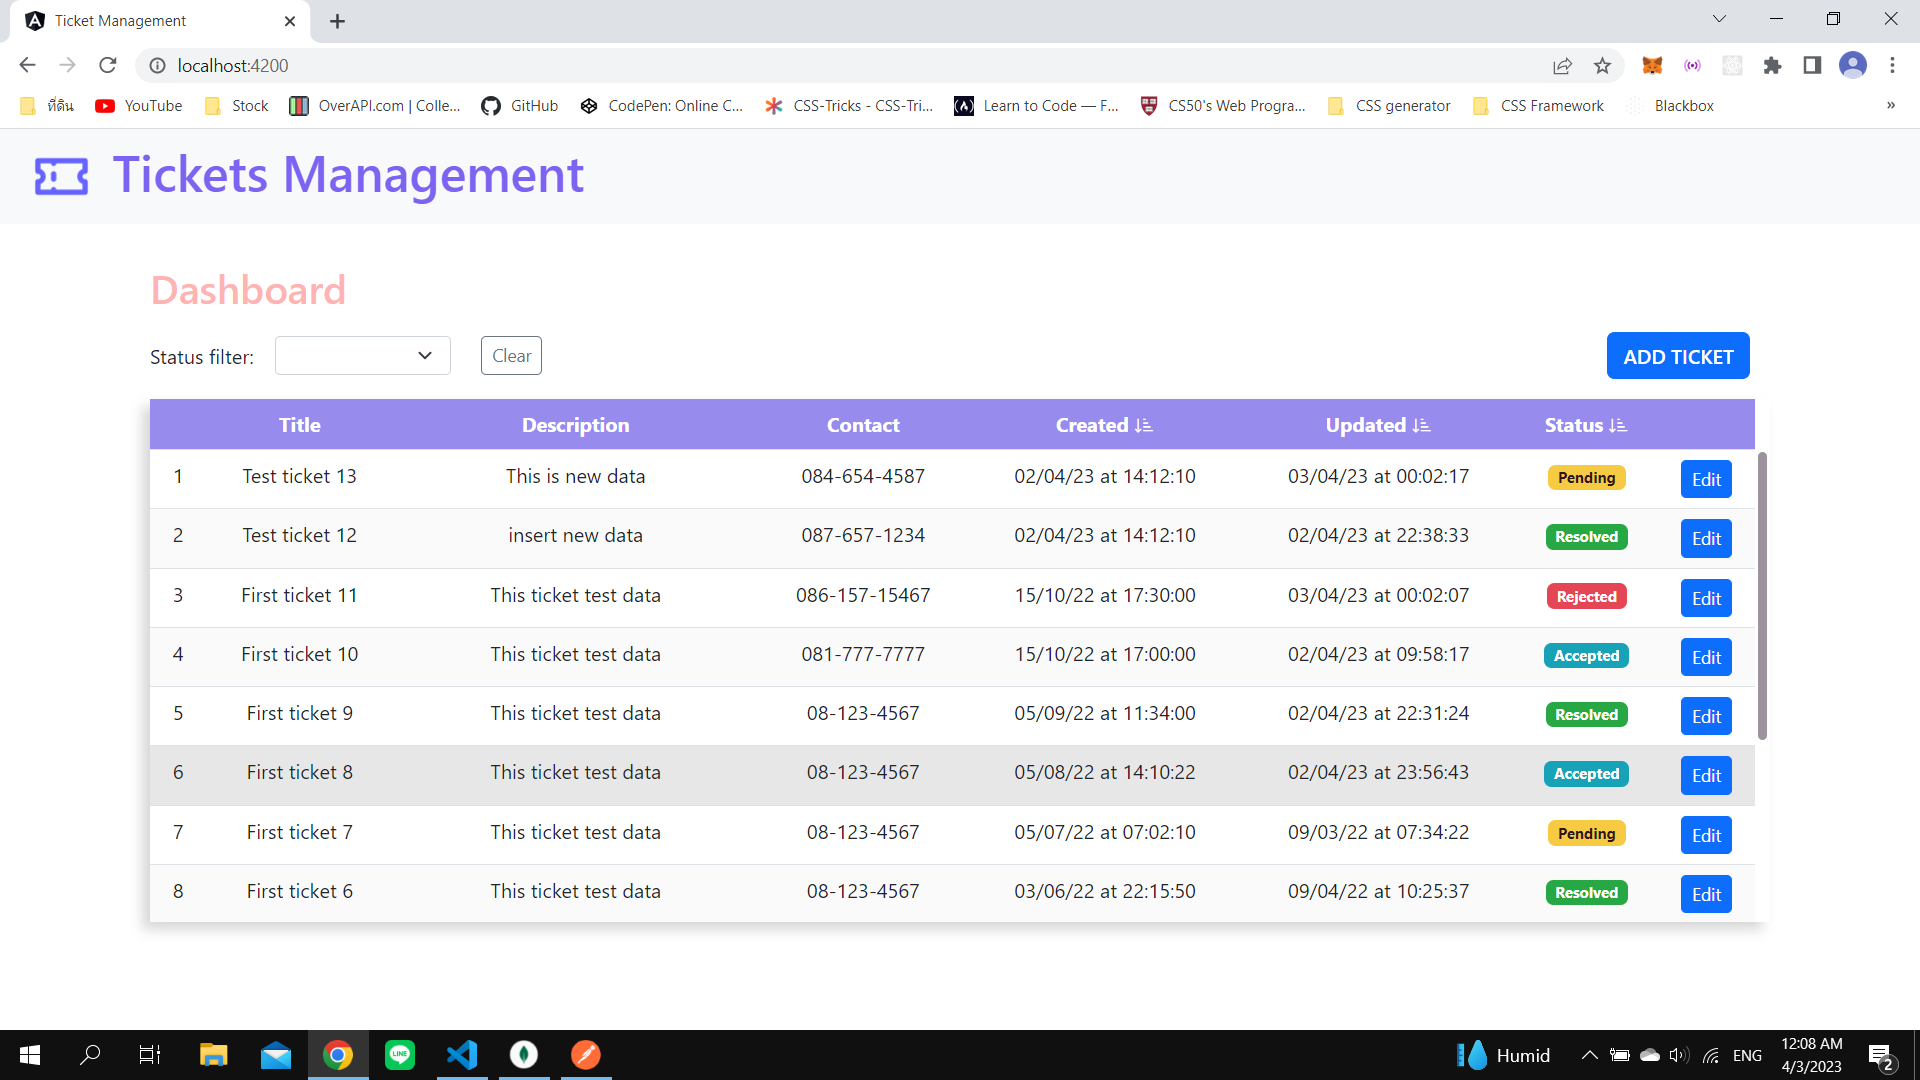 Ticket Management
localhost:4200
ที่ดิน YouTube Stock OverAPI.com | Colle... GitHub CodePen: Online C... CSS-Tricks - CSS-Tri... Learn to Code — F... CS50's Web Progra... CSS generator CSS Framework Blackbox »
Tickets Management
Dashboard
Status filter: Clear ADD TICKET
Title Description Contact Created Updated Status
1 Test ticket 13 This is new data 084-654-4587 02/04/23 at 14:12:10 03/04/23 at 00:02:17 Pending Edit
2 Test ticket 12 insert new data 087-657-1234 02/04/23 at 14:12:10 02/04/23 at 22:38:33 Resolved Edit
3 First ticket 11 This ticket test data 086-157-15467 15/10/22 at 17:30:00 03/04/23 at 00:02:07 Rejected Edit
4 First ticket 10 This ticket test data 081-777-7777 15/10/22 at 17:00:00 02/04/23 at 09:58:17 Accepted Edit
5 First ticket 9 This ticket test data 08-123-4567 05/09/22 at 11:34:00 02/04/23 at 22:31:24 Resolved Edit
6 First ticket 8 This ticket test data 08-123-4567 05/08/22 at 14:10:22 02/04/23 at 23:56:43 Accepted Edit
7 First ticket 7 This ticket test data 08-123-4567 05/07/22 at 07:02:10 09/03/22 at 07:34:22 Pending Edit
8 First ticket 6 This ticket test data 08-123-4567 03/06/22 at 22:15:50 09/04/22 at 10:25:37 Resolved Edit
LINE Humid ENG 12:08 AM
4/3/2023 2